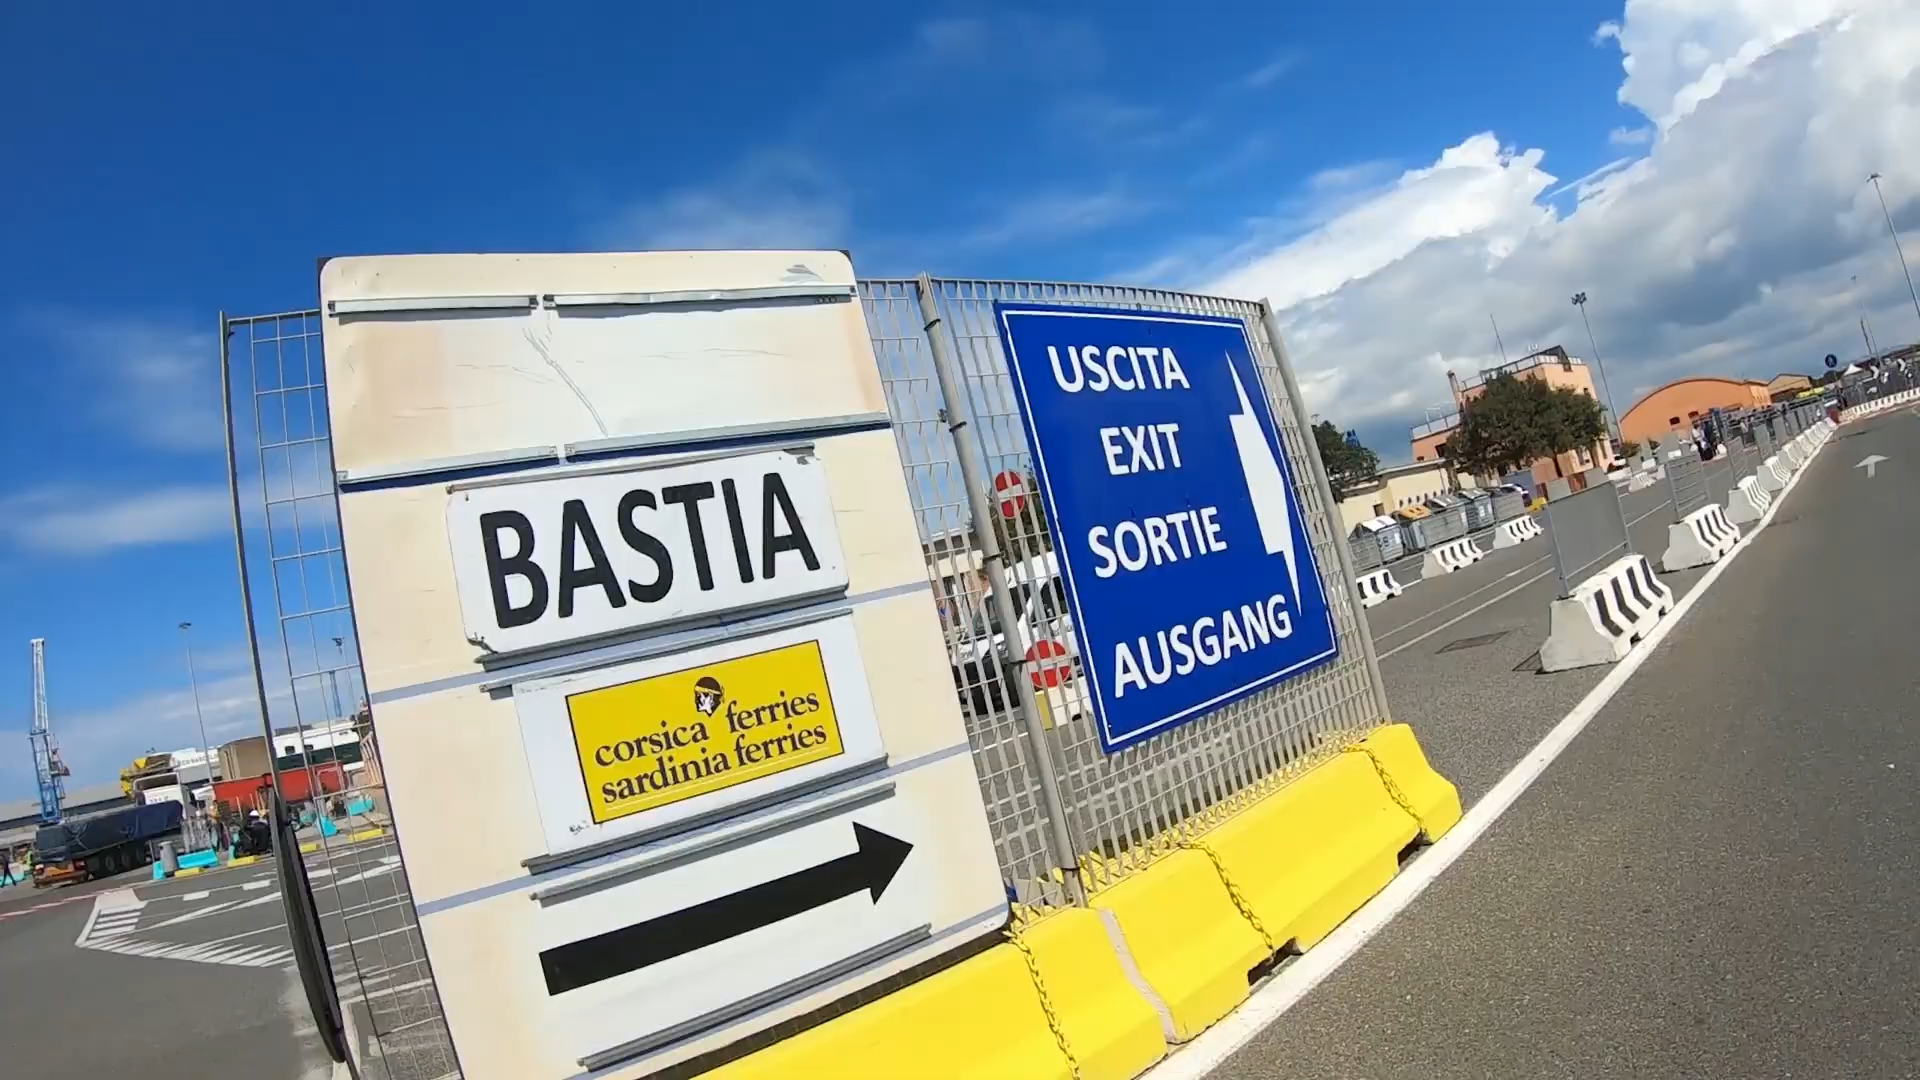 BASTIA
corsica ferries
sardinia ferries
USCITA
EXIT
SORTIE
AUSGANG